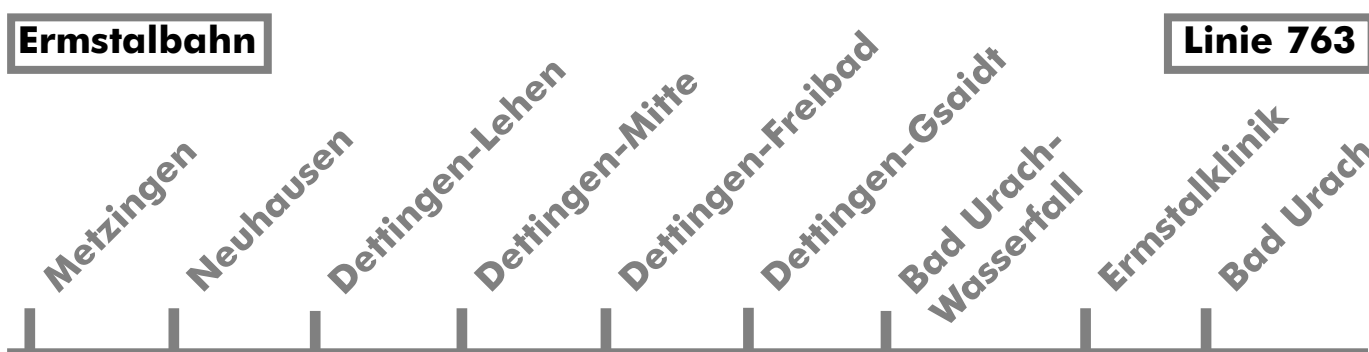 Ermstalbahn
Linie 763
Metzingen
Neuhausen
Dettingen-Lehen
Dettingen-Mitte
Dettingen-Freibad
Dettingen-Gsaidt
Bad Urach-
Wasserfall
Ermstalklinik
Bad Urach